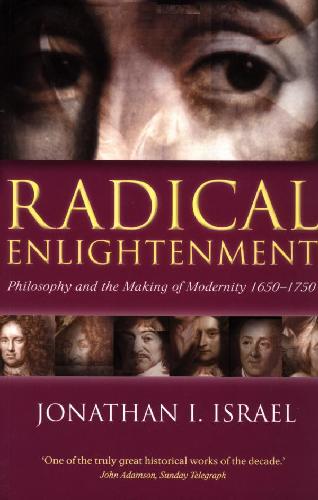 RADICAL
ENLIGHTENMENT
Philosophy and the Making of Modernity 1650–1750
JONATHAN I. ISRAEL
‘One of the truly great historical works of the decade.’
John Adamson, Sunday Telegraph